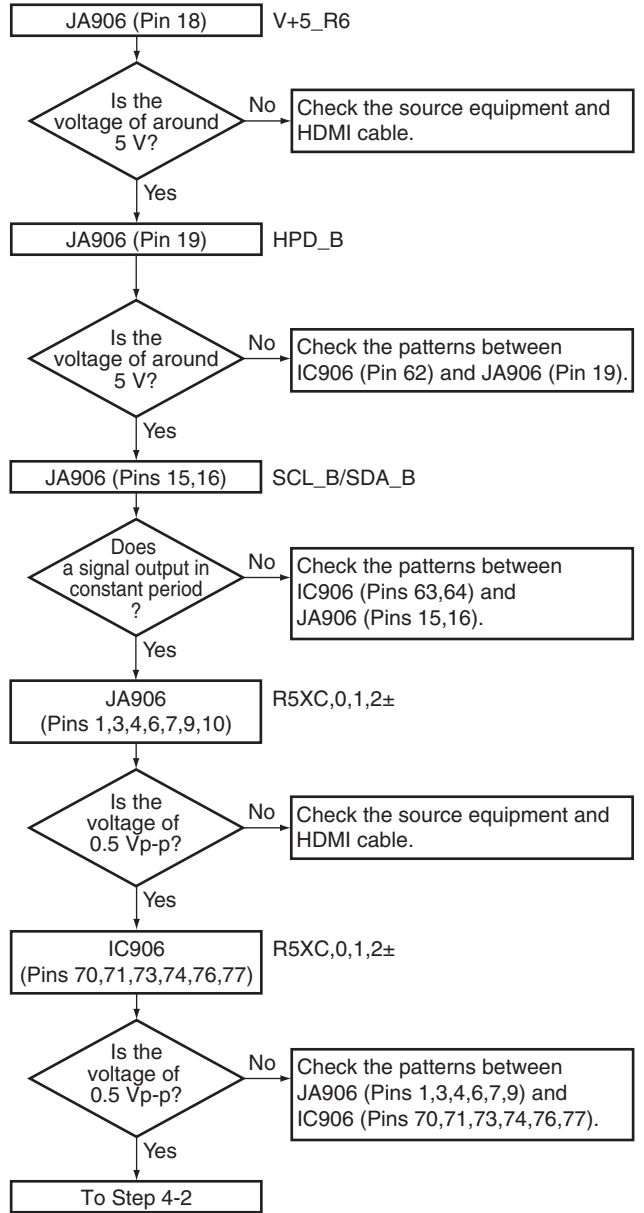 JA906 (Pin 18)
V+5_R6
Is the
voltage of around
5 V?
No
Check the source equipment and
HDMI cable.
Yes
JA906 (Pin 19)
HPD_B
Is the
voltage of around
5 V?
No
Check the patterns between
IC906 (Pin 62) and JA906 (Pin 19).
Yes
JA906 (Pins 15,16)
SCL_B/SDA_B
Does
a signal output in
constant period
?
No
Check the patterns between
IC906 (Pins 63,64) and
JA906 (Pins 15,16).
Yes
JA906
(Pins 1,3,4,6,7,9,10)
R5XC,0,1,2±
Is the
voltage of
0.5 Vp-p?
No
Check the source equipment and
HDMI cable.
Yes
IC906
(Pins 70,71,73,74,76,77)
R5XC,0,1,2±
Is the
voltage of
0.5 Vp-p?
No
Check the patterns between
JA906 (Pins 1,3,4,6,7,9) and
IC906 (Pins 70,71,73,74,76,77).
Yes
To Step 4-2